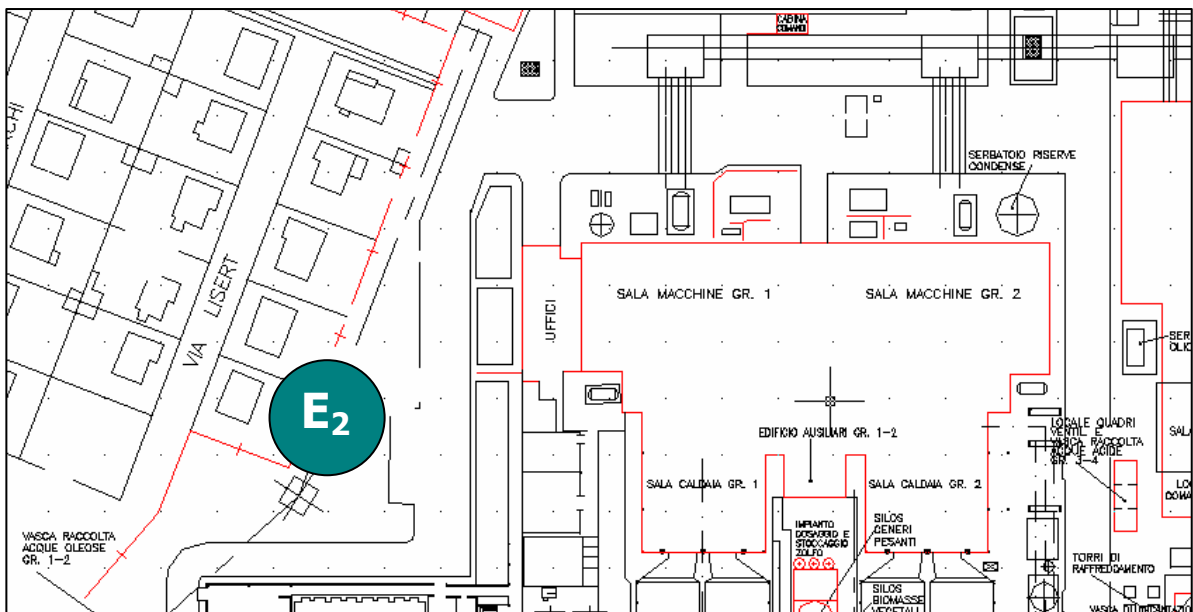 CABINA
COMANDI
SERBATOIO RISERVE
CONDENSE
SALA MACCHINE GR. 1
SALA MACCHINE GR. 2
UFFICI
VIA LISERT
E2
EDIFICIO AUSILIARI GR. 1-2
LOCALE QUADRI
VENTIL E
VASCA RACCOLTA
ACQUE ACIDE
GR. 3-4
SALA CALDAIA GR. 1
SALA CALDAIA GR. 2
IMPIANTO
DOSAGGIO E
STOCCAGGIO
ZOLFO
SILOS
CENERI
PESANTI
VASCA RACCOLTA
ACQUE OLEOSE
GR. 1-2
TORRI DI
RAFFREDDAMENTO
SILOS
BIOMASSE
VEGETALI